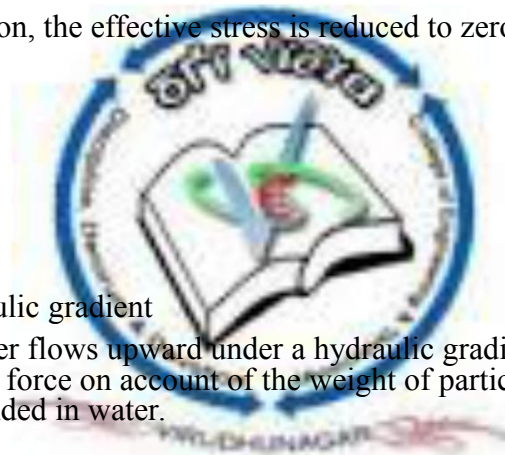 on, the effective stress is reduced to zero
ulic gradient
er flows upward under a hydraulic gradi
force on account of the weight of partic
ded in water.
VIRUDHUNAGAR